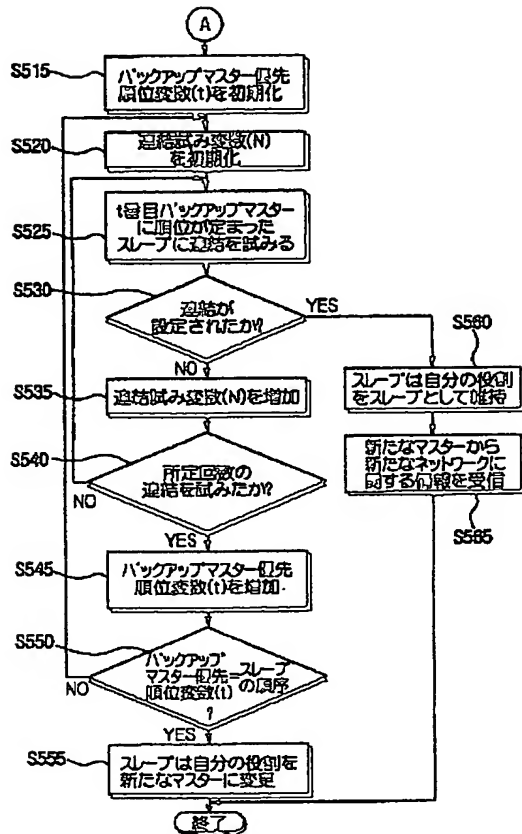 A
S515
バックアップマスター優先
順位変数(t)を初期化
S520
連結試み変数(N)
を初期化
S525
t番目バックアップマスター
に順位が定まった
スレーブに連結を試みる
S530
連結が
設定されたか?
YES
NO
S560
スレーブは自分の役割
をスレーブとして維持
S535
連結試み変数(N)を増加
新たなマスターから
新たなネットワークに
関する情報を受信
S565
S540
所定回数の
連結を試みたか?
NO
YES
S545
バックアップマスター優先
順位変数(t)を増加.
S550
バックアップ
マスター優先=スレーブ
順位変数(t) の順序
?
NO
YES
S555
スレーブは自分の役割を
新たなマスターに変更
終了